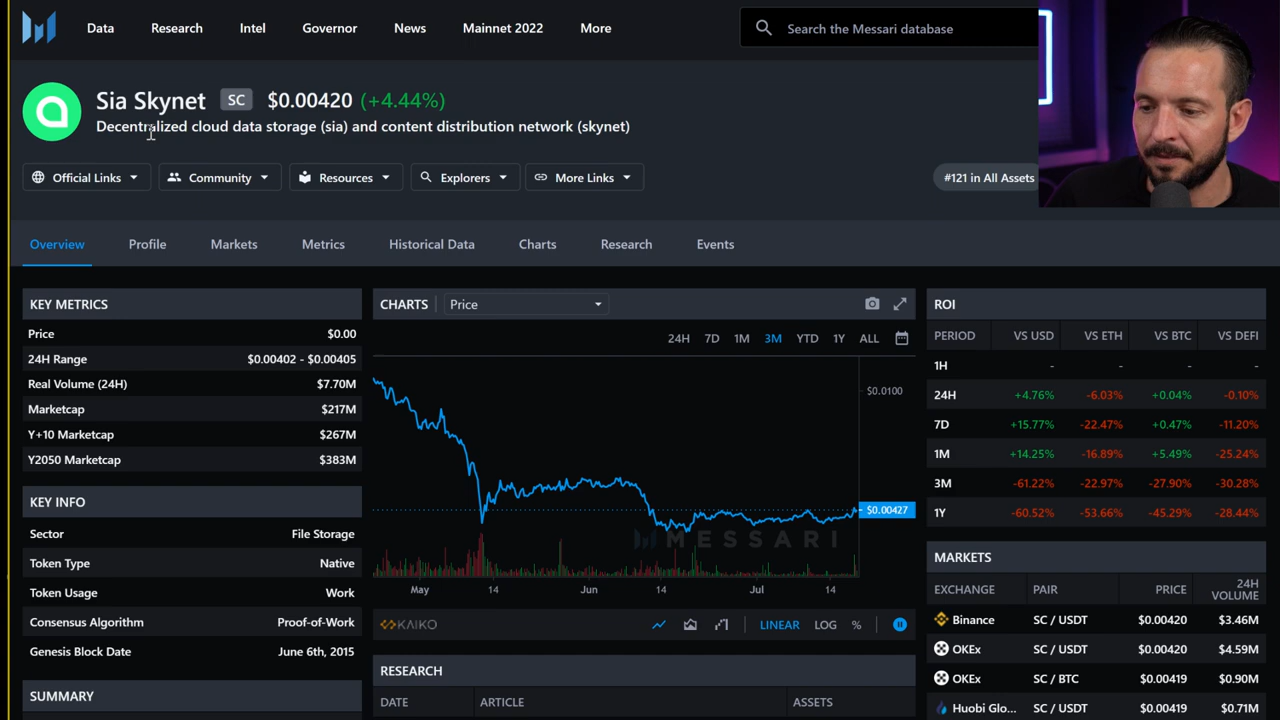 Data Research Intel Governor News Mainnet 2022 More Search the Messari database
Sia Skynet SC $0.00420 (+4.44%)
Decentralized cloud data storage (sia) and content distribution network (skynet)
Official Links Community Resources Explorers More Links #121 in All Assets
Overview Profile Markets Metrics Historical Data Charts Research Events
KEY METRICS
Price $0.00
24H Range $0.00402 - $0.00405
Real Volume (24H) $7.70M
Marketcap $217M
Y+10 Marketcap $267M
Y2050 Marketcap $383M
KEY INFO
Sector File Storage
Token Type Native
Token Usage Work
Consensus Algorithm Proof-of-Work
Genesis Block Date June 6th, 2015
SUMMARY
CHARTS Price
24H 7D 1M 3M YTD 1Y ALL
$0.0100
$0.00427
MESSARI
May 14 Jun 14 Jul 14
KAIKO LINEAR LOG %
RESEARCH
DATE ARTICLE ASSETS
ROI
PERIOD VS USD VS ETH VS BTC VS DEFI
1H - - - -
24H +4.76% -6.03% +0.04% -0.10%
7D +15.77% -22.47% +0.47% -11.20%
1M +14.25% -16.89% +5.49% -25.24%
3M -61.22% -22.97% -27.90% -30.28%
1Y -60.52% -53.66% -45.29% -28.44%
MARKETS
EXCHANGE PAIR PRICE 24H VOLUME
Binance SC / USDT $0.00420 $3.46M
OKEx SC / USDT $0.00420 $4.59M
OKEx SC / BTC $0.00419 $0.90M
Huobi Glo... SC / USDT $0.00419 $0.71M